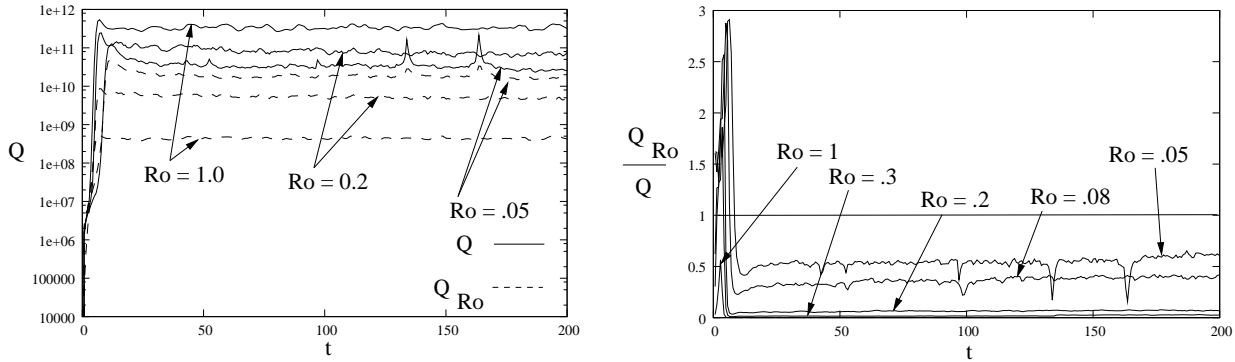 1e+12
1e+11
1e+10
1e+09
1e+08
1e+07
1e+06
100000
10000
Q
Ro = 1.0
Ro = 0.2
Ro = .05
Q
Q Ro
0 50 100 150 200
t
3
2.5
2
1.5
1
0.5
0
Q Ro
Q
Ro = 1
Ro = .3
Ro = .2
Ro = .08
Ro = .05
0 50 100 150 200
t